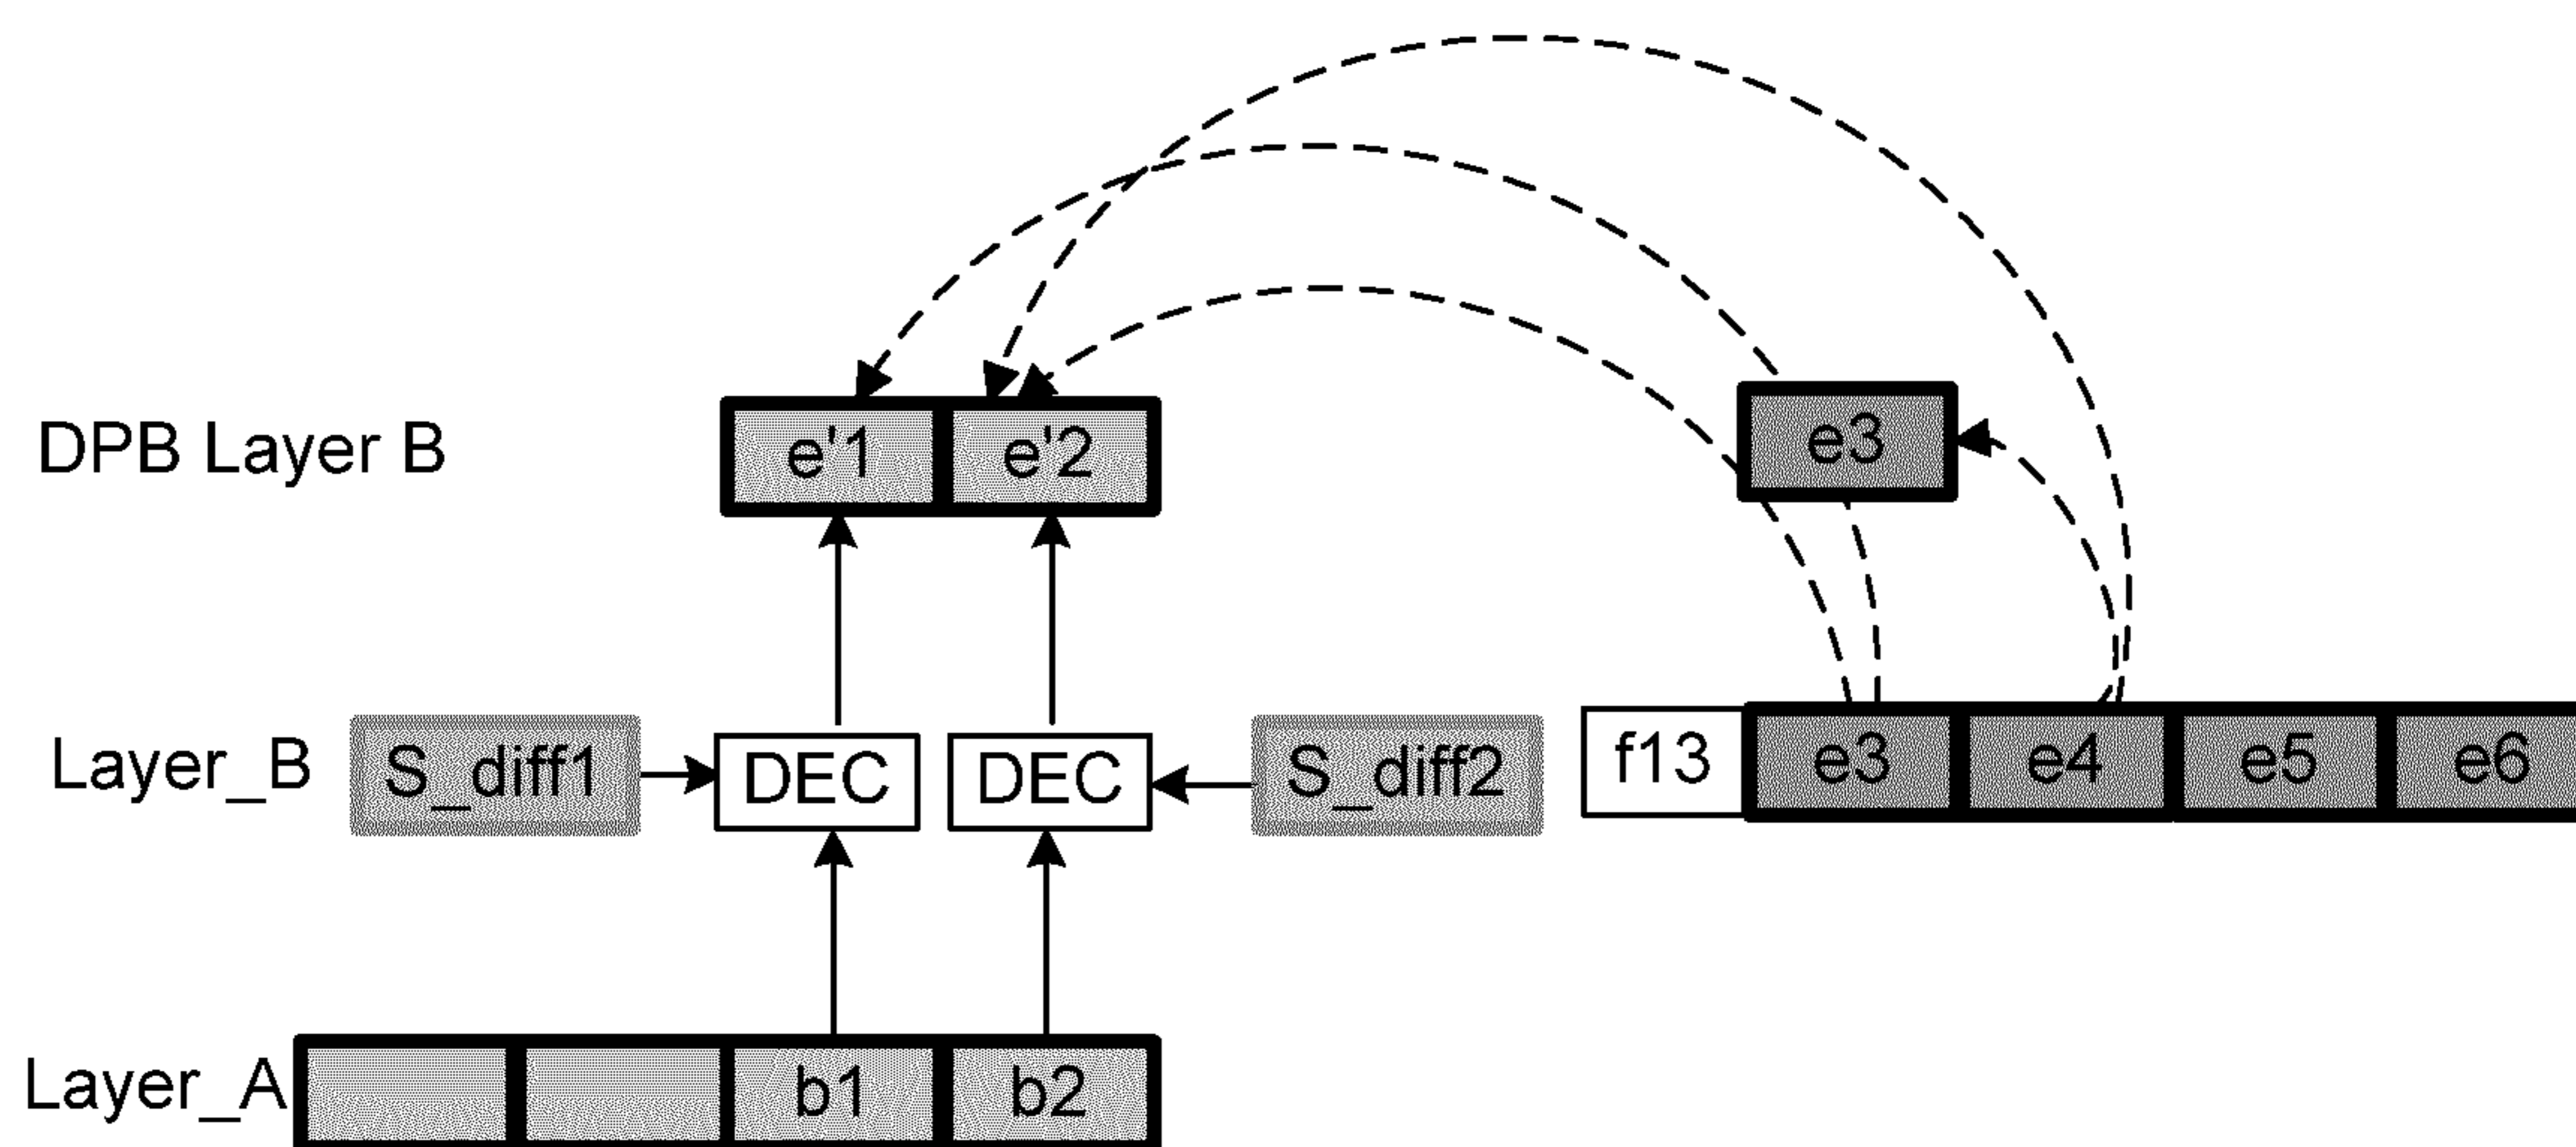 DPB Layer B e'1 e'2 e3
Layer_B S_diff1 DEC DEC S_diff2 f13 e3 e4 e5 e6
Layer_A b1 b2